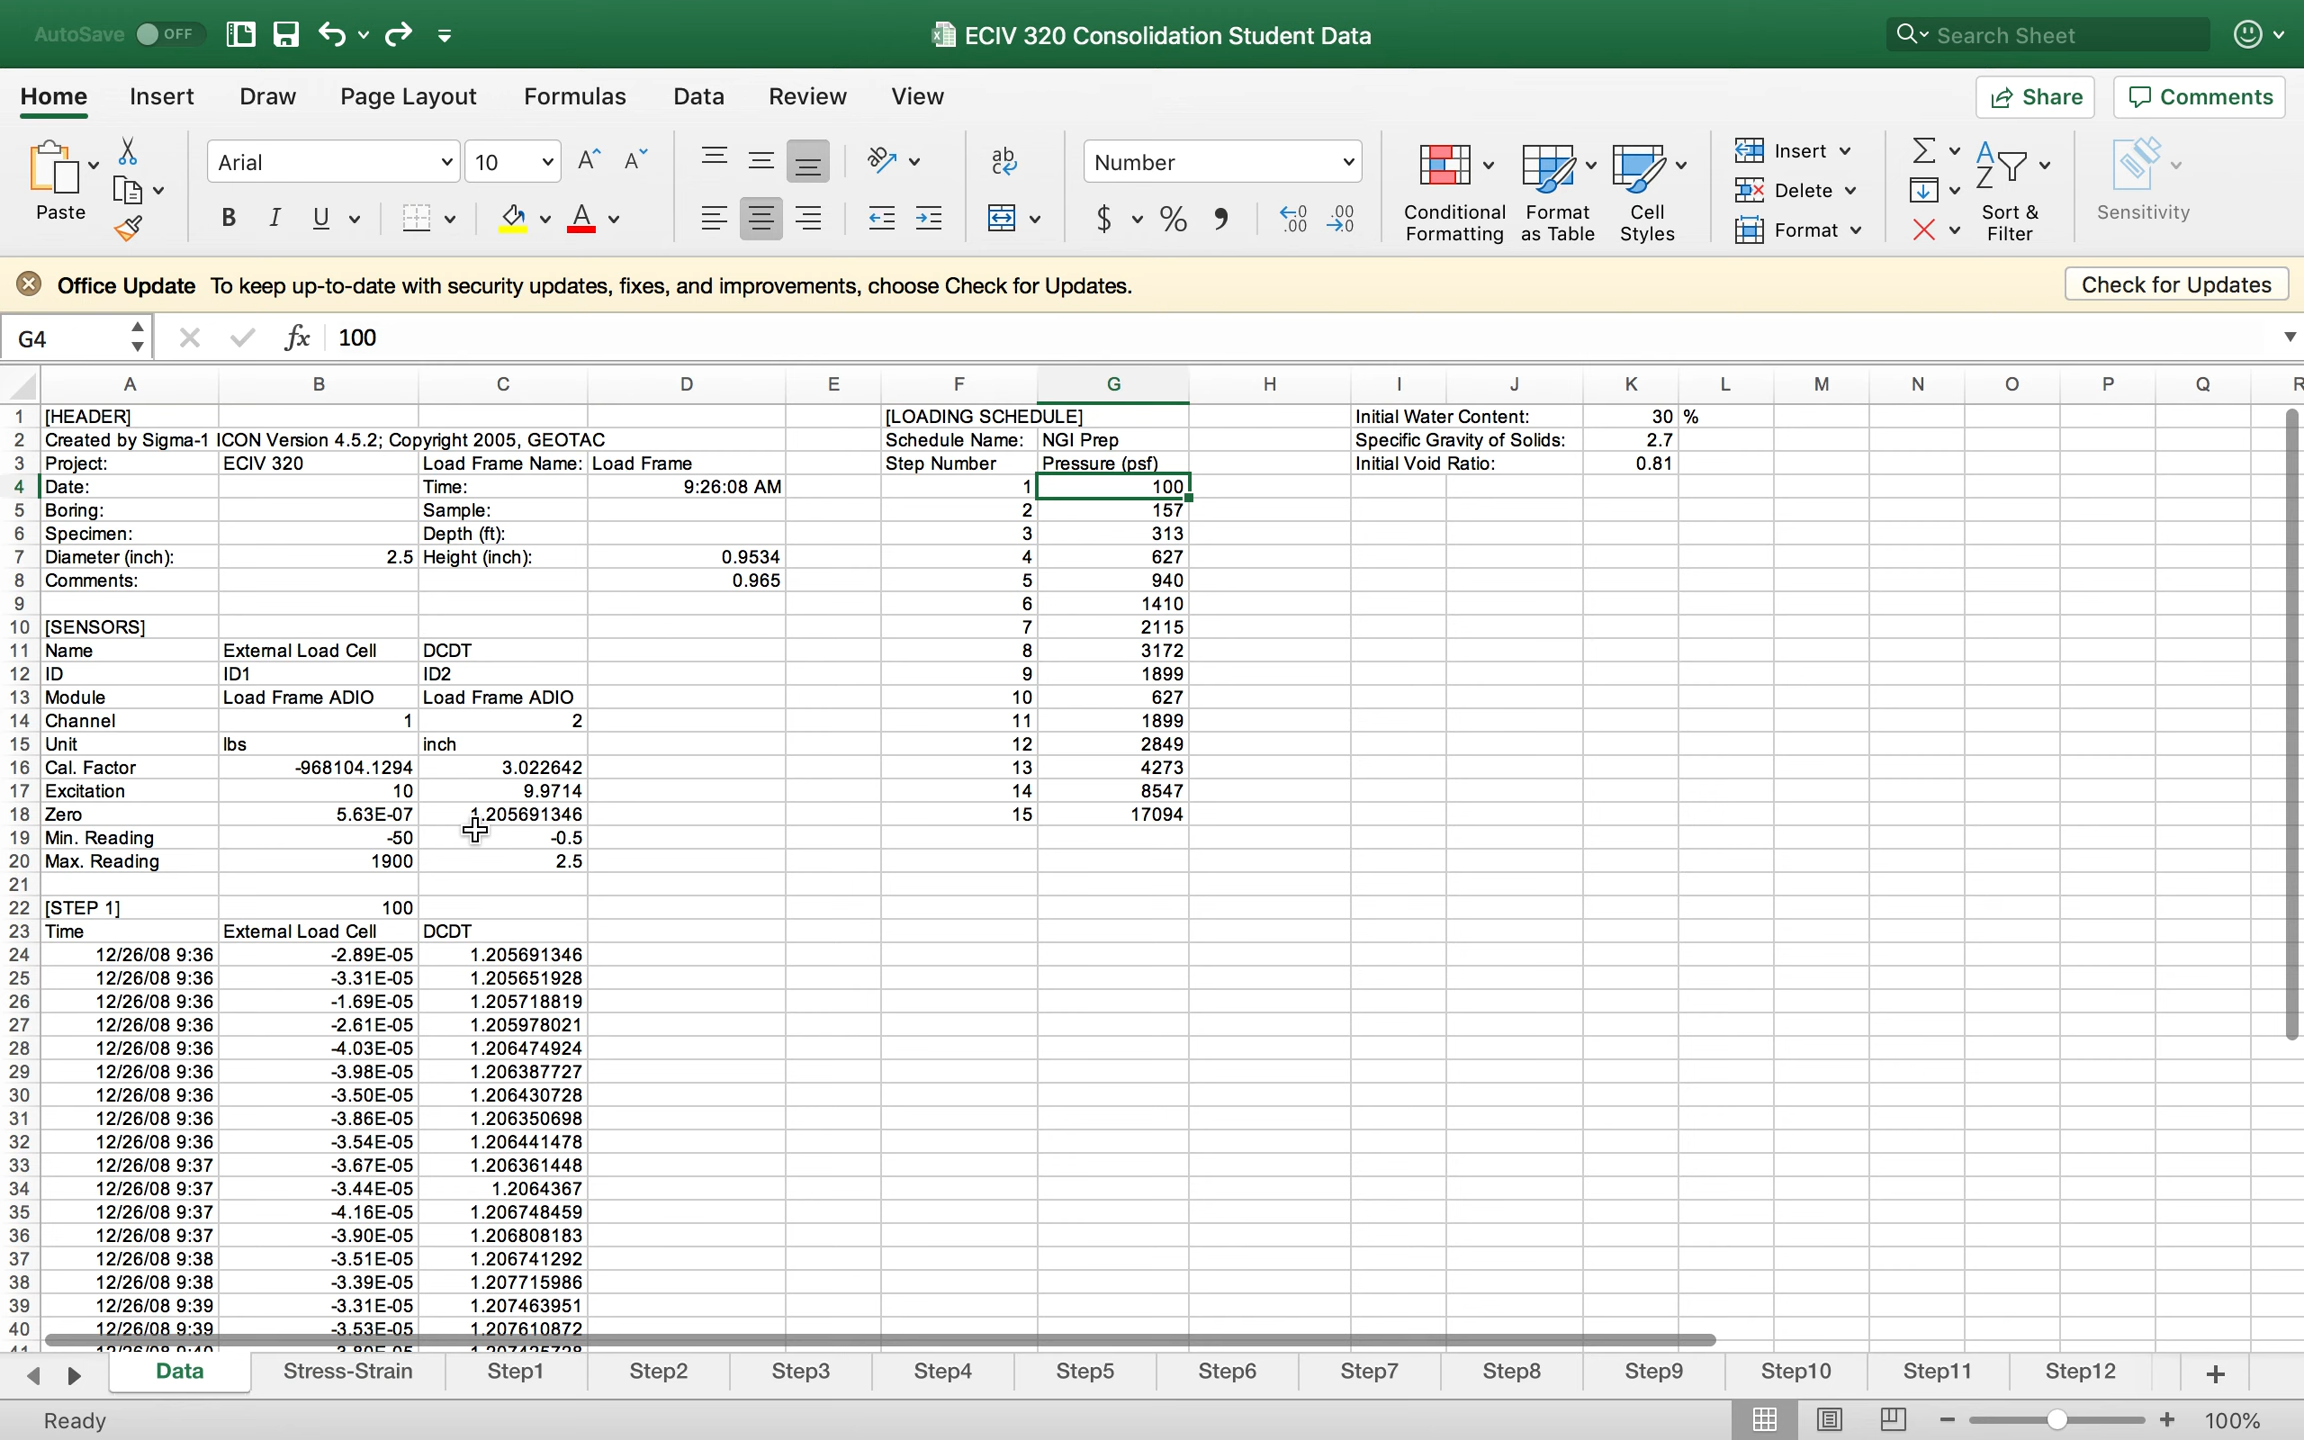 AutoSave OFF ECIV 320 Consolidation Student Data Search Sheet
Home Insert Draw Page Layout Formulas Data Review View Share Comments
Paste Arial 10 Number Conditional Formatting Format as Table Cell Styles Insert Delete Format Sort & Filter Sensitivity
Office Update To keep up-to-date with security updates, fixes, and improvements, choose Check for Updates. Check for Updates
G4 fx 100
A B C D E F G H I J K L M N O P Q R
1 [HEADER] [LOADING SCHEDULE] Initial Water Content: 30 %
2 Created by Sigma-1 ICON Version 4.5.2; Copyright 2005, GEOTAC Schedule Name: NGI Prep Specific Gravity of Solids: 2.7
3 Project: ECIV 320 Load Frame Name: Load Frame Step Number Pressure (psf) Initial Void Ratio: 0.81
4 Date: Time: 9:26:08 AM 1 100
5 Boring: Sample: 2 157
6 Specimen: Depth (ft): 3 313
7 Diameter (inch): 2.5 Height (inch): 0.9534 4 627
8 Comments: 0.965 5 940
9 6 1410
10 [SENSORS] 7 2115
11 Name External Load Cell DCDT 8 3172
12 ID ID1 ID2 9 1899
13 Module Load Frame ADIO Load Frame ADIO 10 627
14 Channel 1 2 11 1899
15 Unit lbs inch 12 2849
16 Cal. Factor -968104.1294 3.022642 13 4273
17 Excitation 10 9.9714 14 8547
18 Zero 5.63E-07 1.205691346 15 17094
19 Min. Reading -50 -0.5
20 Max. Reading 1900 2.5
21
22 [STEP 1] 100
23 Time External Load Cell DCDT
24 12/26/08 9:36 -2.89E-05 1.205691346
25 12/26/08 9:36 -3.31E-05 1.205651928
26 12/26/08 9:36 -1.69E-05 1.205718819
27 12/26/08 9:36 -2.61E-05 1.205978021
28 12/26/08 9:36 -4.03E-05 1.206474924
29 12/26/08 9:36 -3.98E-05 1.206387727
30 12/26/08 9:36 -3.50E-05 1.206430728
31 12/26/08 9:36 -3.86E-05 1.206350698
32 12/26/08 9:36 -3.54E-05 1.206441478
33 12/26/08 9:37 -3.67E-05 1.206361448
34 12/26/08 9:37 -3.44E-05 1.2064367
35 12/26/08 9:37 -4.16E-05 1.206748459
36 12/26/08 9:37 -3.90E-05 1.206808183
37 12/26/08 9:38 -3.51E-05 1.206741292
38 12/26/08 9:38 -3.39E-05 1.207715986
39 12/26/08 9:39 -3.31E-05 1.207463951
40 12/26/08 9:39 -3.53E-05 1.207610872
Data Stress-Strain Step1 Step2 Step3 Step4 Step5 Step6 Step7 Step8 Step9 Step10 Step11 Step12 +
Ready 100%